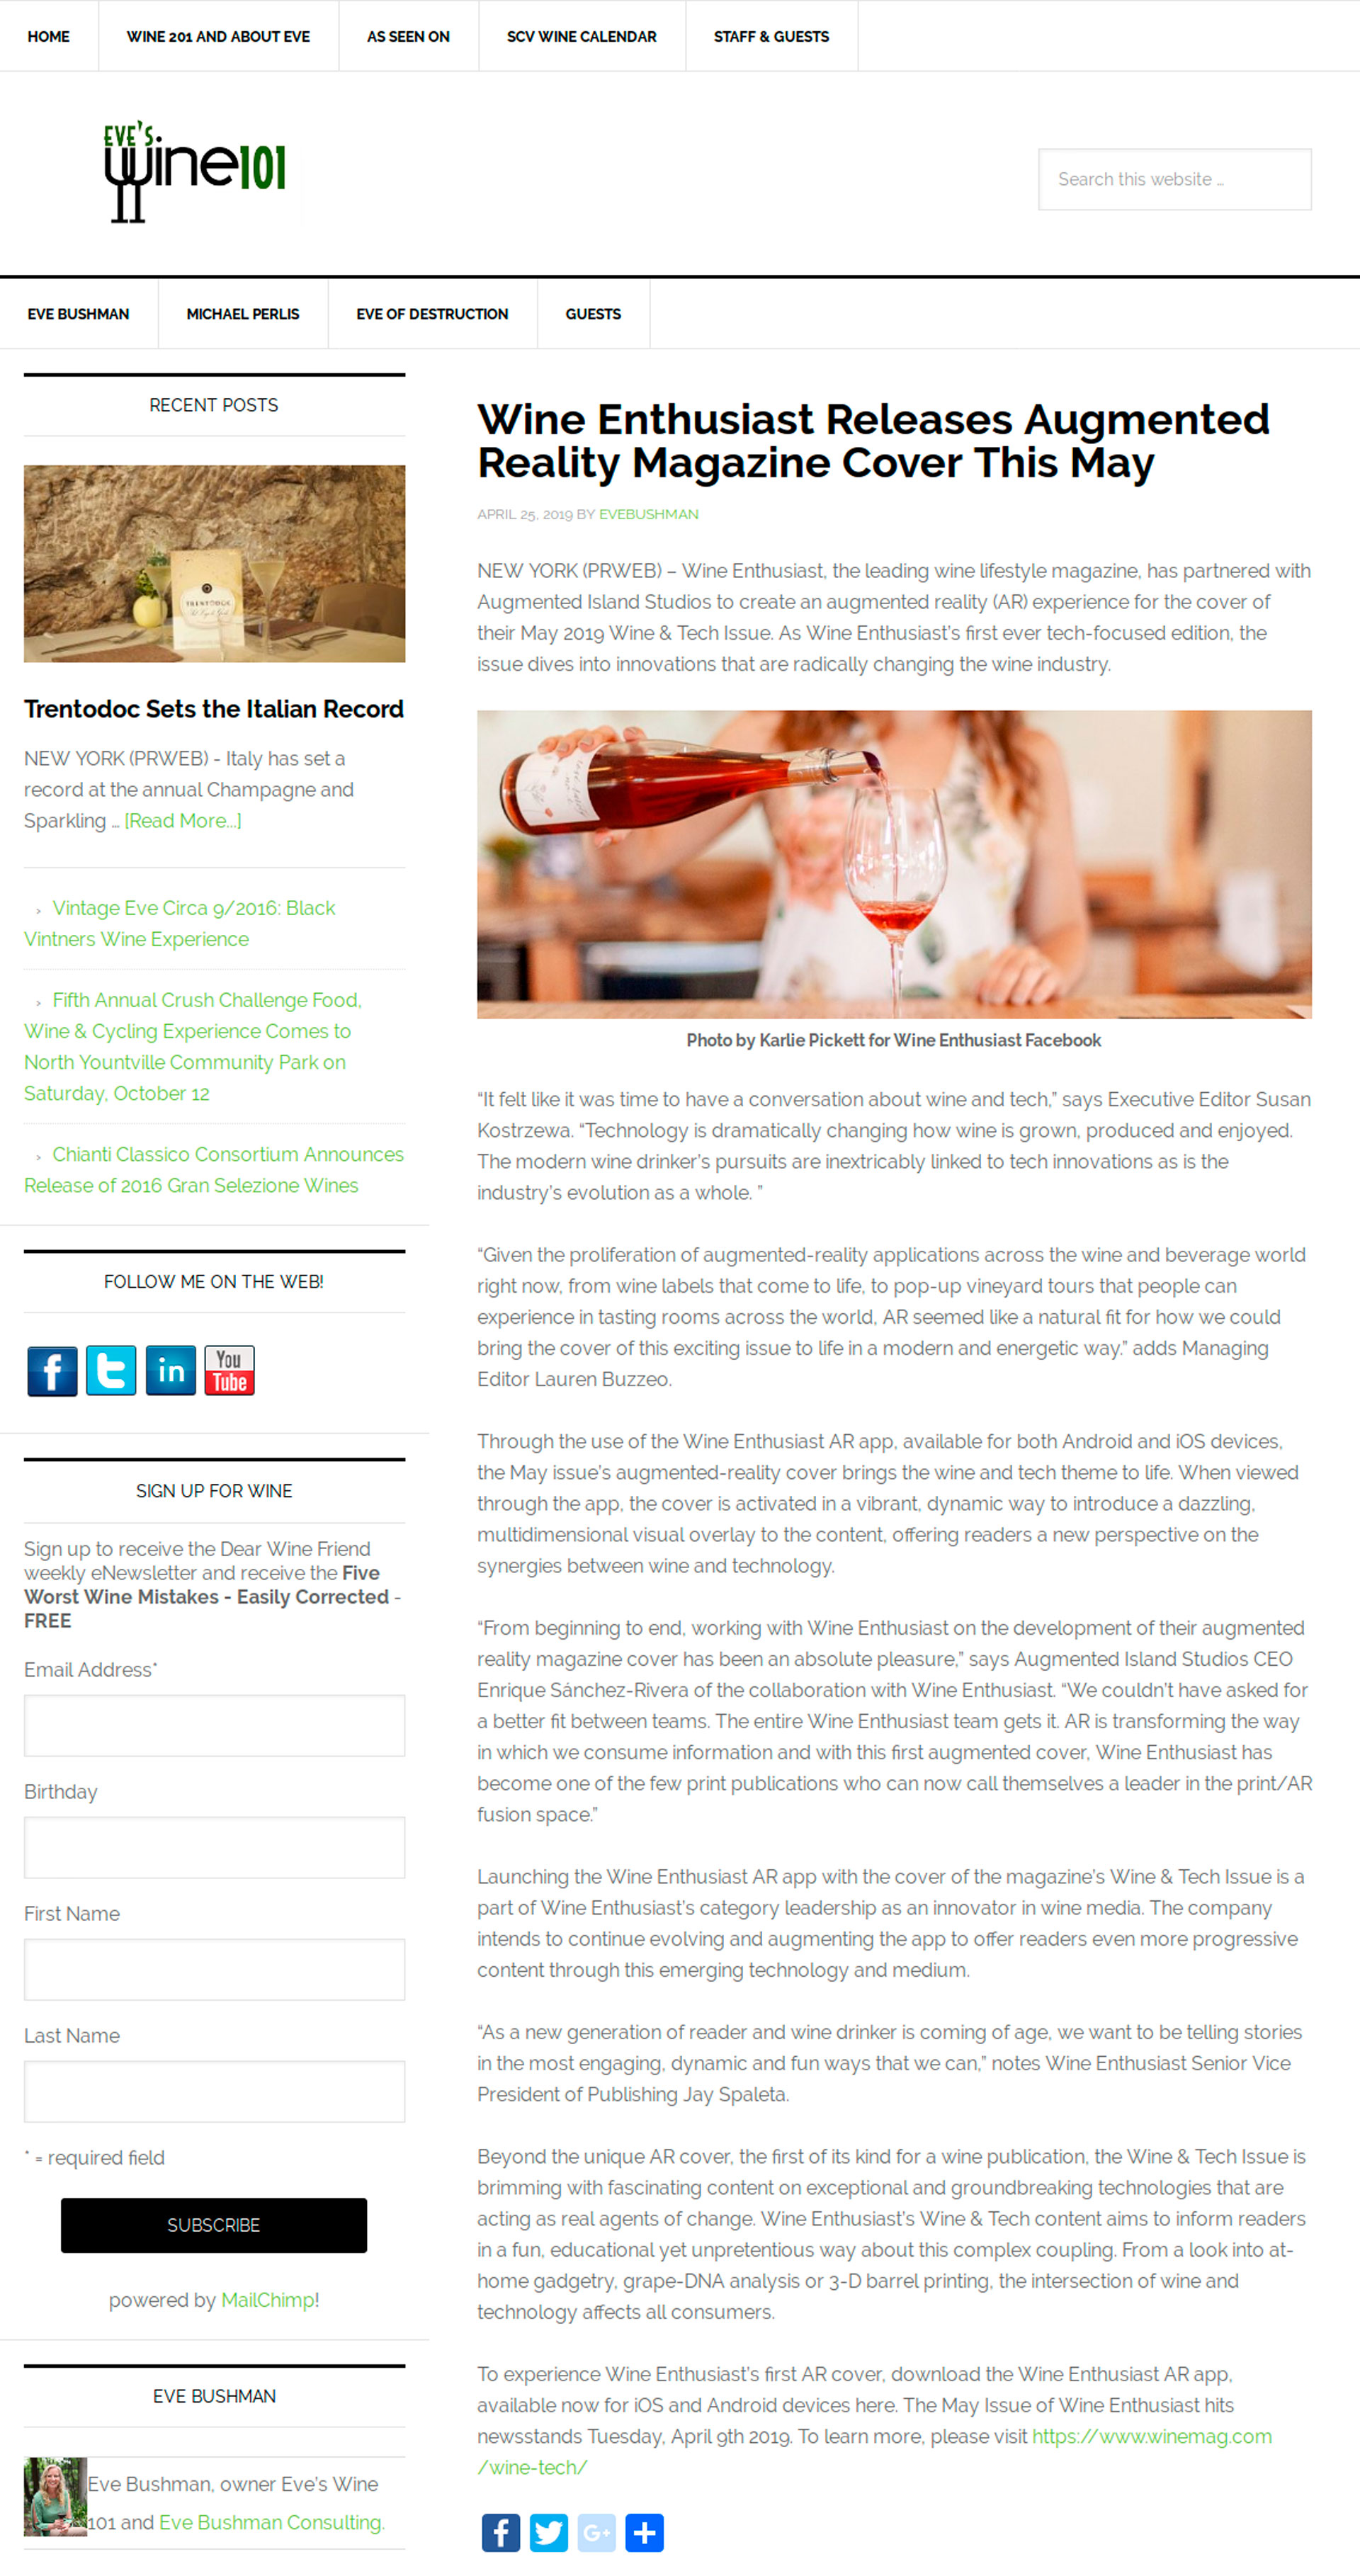 HOME
WINE 201 AND ABOUT EVE
AS SEEN ON
SCV WINE CALENDAR
STAFF & GUESTS
EVE'S
Wine101
Search this website ...
EVE BUSHMAN
MICHAEL PERLIS
EVE OF DESTRUCTION
GUESTS
RECENT POSTS
TRENTODOC
Trentodoc Sets the Italian Record
NEW YORK (PRWEB) - Italy has set a
record at the annual Champagne and
Sparkling ... [Read More...]
› Vintage Eve Circa 9/2016: Black
Vintners Wine Experience
› Fifth Annual Crush Challenge Food,
Wine & Cycling Experience Comes to
North Yountville Community Park on
Saturday, October 12
› Chianti Classico Consortium Announces
Release of 2016 Gran Selezione Wines
FOLLOW ME ON THE WEB!
f
t
in
You
Tube
SIGN UP FOR WINE
Sign up to receive the Dear Wine Friend
weekly eNewsletter and receive the Five
Worst Wine Mistakes - Easily Corrected -
FREE
Email Address*
Birthday
First Name
Last Name
* = required field
SUBSCRIBE
powered by MailChimp!
EVE BUSHMAN
Eve Bushman, owner Eve's Wine
101 and Eve Bushman Consulting.
Wine Enthusiast Releases Augmented
Reality Magazine Cover This May
APRIL 25, 2019 BY EVEBUSHMAN
NEW YORK (PRWEB) – Wine Enthusiast, the leading wine lifestyle magazine, has partnered with
Augmented Island Studios to create an augmented reality (AR) experience for the cover of
their May 2019 Wine & Tech Issue. As Wine Enthusiast's first ever tech-focused edition, the
issue dives into innovations that are radically changing the wine industry.
Photo by Karlie Pickett for Wine Enthusiast Facebook
“It felt like it was time to have a conversation about wine and tech,” says Executive Editor Susan
Kostrzewa. “Technology is dramatically changing how wine is grown, produced and enjoyed.
The modern wine drinker's pursuits are inextricably linked to tech innovations as is the
industry's evolution as a whole. ”
“Given the proliferation of augmented-reality applications across the wine and beverage world
right now, from wine labels that come to life, to pop-up vineyard tours that people can
experience in tasting rooms across the world, AR seemed like a natural fit for how we could
bring the cover of this exciting issue to life in a modern and energetic way.” adds Managing
Editor Lauren Buzzeo.
Through the use of the Wine Enthusiast AR app, available for both Android and iOS devices,
the May issue's augmented-reality cover brings the wine and tech theme to life. When viewed
through the app, the cover is activated in a vibrant, dynamic way to introduce a dazzling,
multidimensional visual overlay to the content, offering readers a new perspective on the
synergies between wine and technology.
“From beginning to end, working with Wine Enthusiast on the development of their augmented
reality magazine cover has been an absolute pleasure,” says Augmented Island Studios CEO
Enrique Sánchez-Rivera of the collaboration with Wine Enthusiast. “We couldn't have asked for
a better fit between teams. The entire Wine Enthusiast team gets it. AR is transforming the way
in which we consume information and with this first augmented cover, Wine Enthusiast has
become one of the few print publications who can now call themselves a leader in the print/AR
fusion space.”
Launching the Wine Enthusiast AR app with the cover of the magazine's Wine & Tech Issue is a
part of Wine Enthusiast's category leadership as an innovator in wine media. The company
intends to continue evolving and augmenting the app to offer readers even more progressive
content through this emerging technology and medium.
“As a new generation of reader and wine drinker is coming of age, we want to be telling stories
in the most engaging, dynamic and fun ways that we can,” notes Wine Enthusiast Senior Vice
President of Publishing Jay Spaleta.
Beyond the unique AR cover, the first of its kind for a wine publication, the Wine & Tech Issue is
brimming with fascinating content on exceptional and groundbreaking technologies that are
acting as real agents of change. Wine Enthusiast's Wine & Tech content aims to inform readers
in a fun, educational yet unpretentious way about this complex coupling. From a look into at-
home gadgetry, grape-DNA analysis or 3-D barrel printing, the intersection of wine and
technology affects all consumers.
To experience Wine Enthusiast's first AR cover, download the Wine Enthusiast AR app,
available now for iOS and Android devices here. The May Issue of Wine Enthusiast hits
newsstands Tuesday, April 9th 2019. To learn more, please visit https://www.winemag.com
/wine-tech/
f
G+